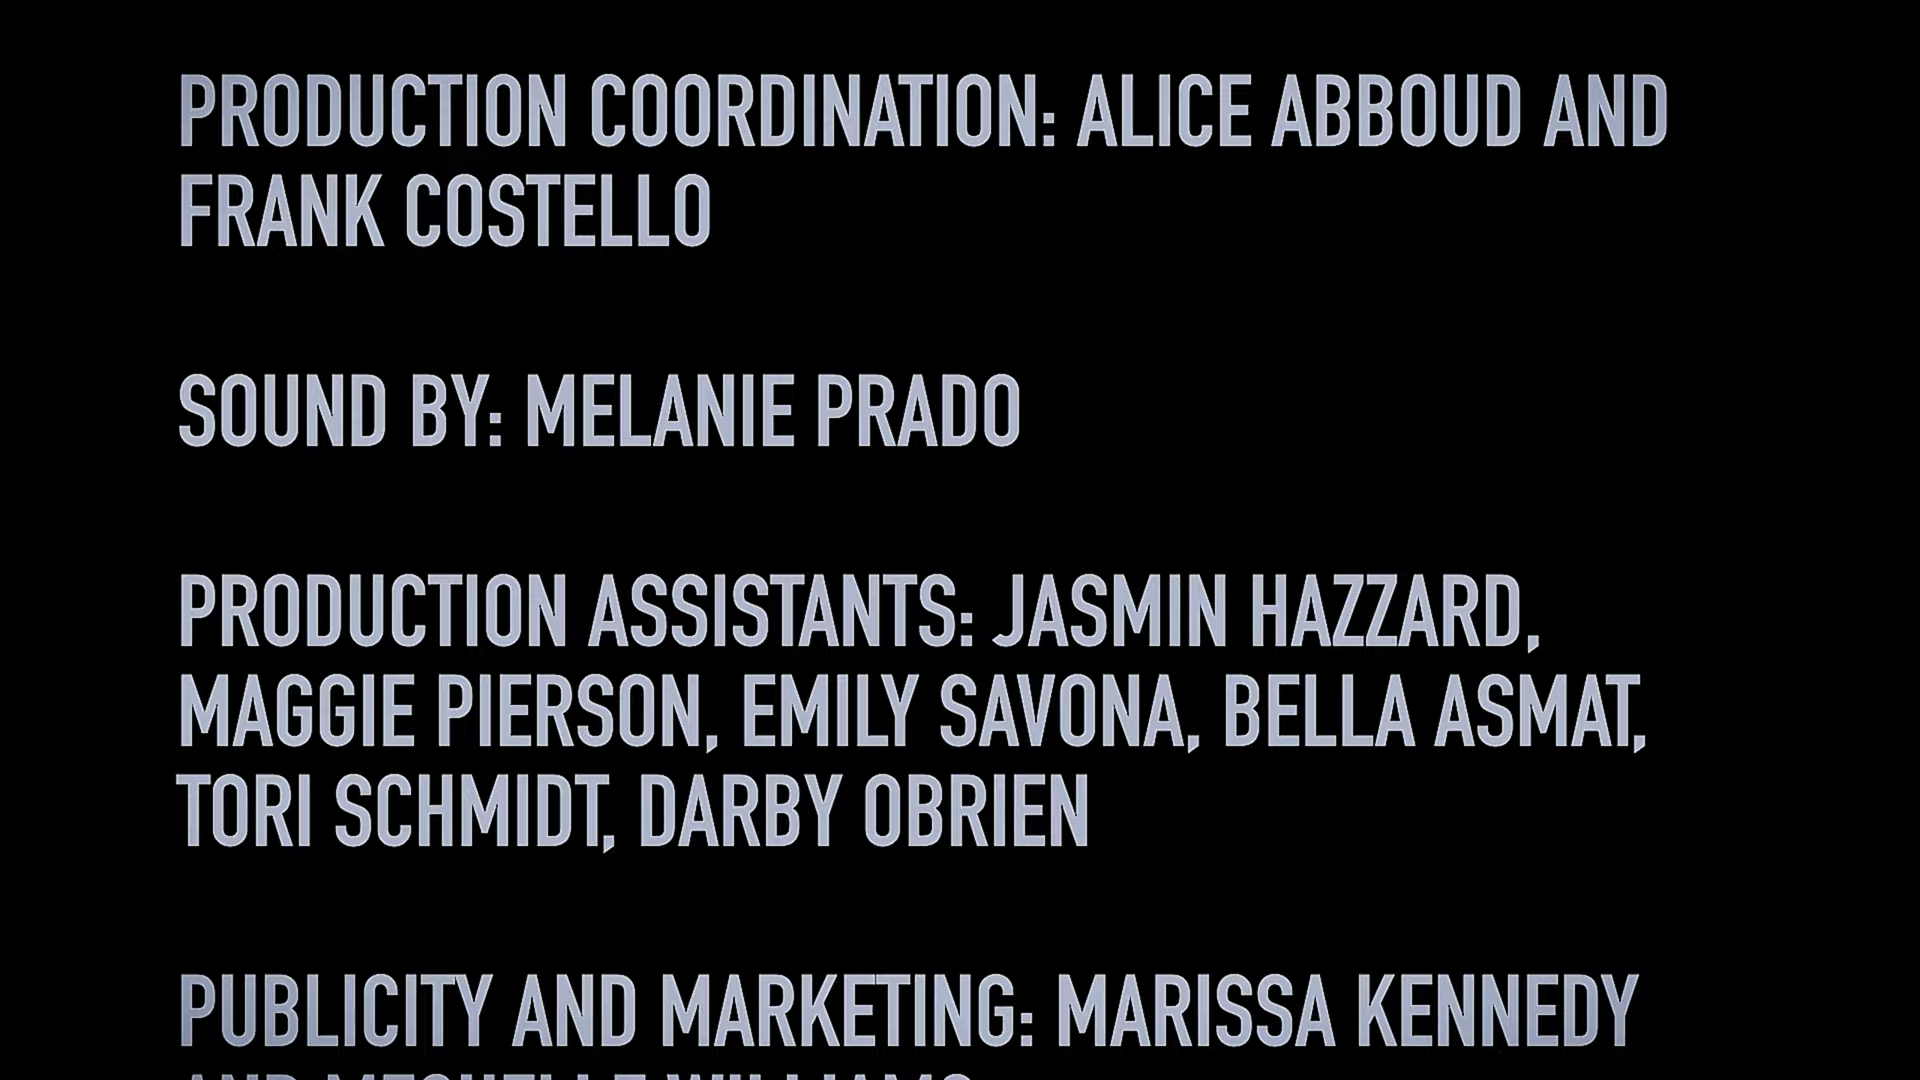 PRODUCTION COORDINATION: ALICE ABBOUD AND
FRANK COSTELLO
SOUND BY: MELANIE PRADO
PRODUCTION ASSISTANTS: JASMIN HAZZARD,
MAGGIE PIERSON, EMILY SAVONA, BELLA ASMAT,
TORI SCHMIDT, DARBY OBRIEN
PUBLICITY AND MARKETING: MARISSA KENNEDY